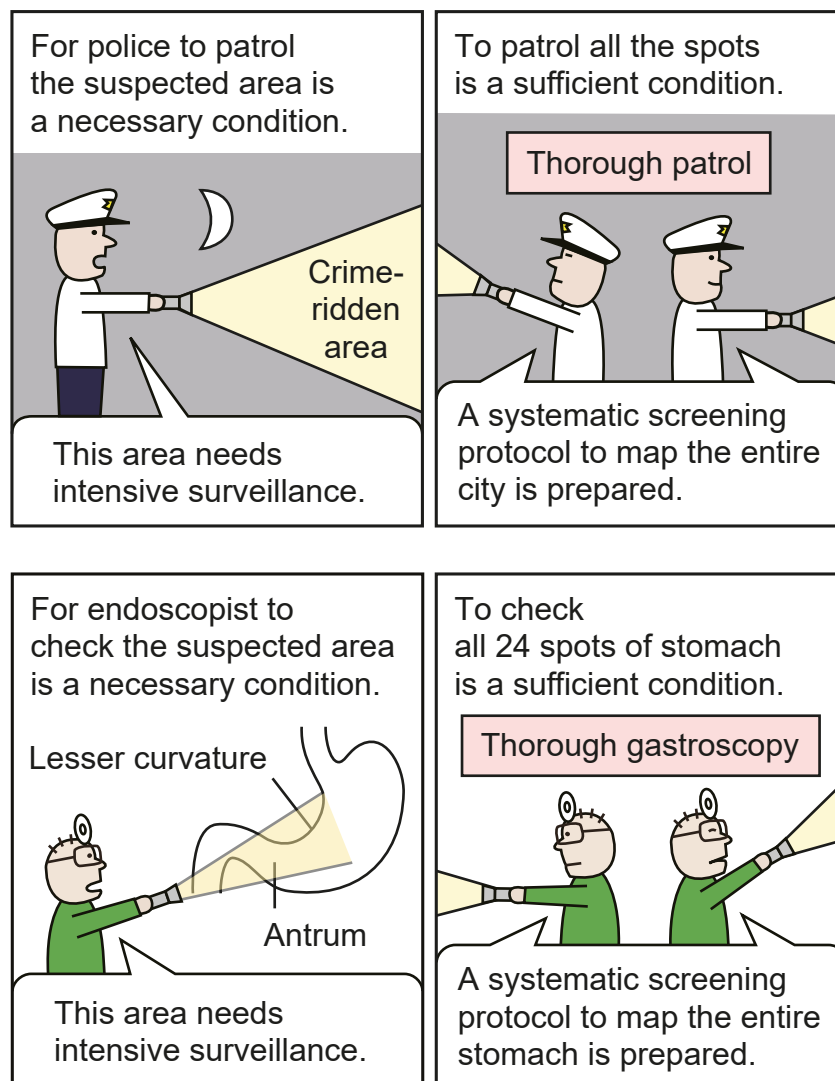 For police to patrol
the suspected area is
a necessary condition.
Crime-
ridden
area
This area needs
intensive surveillance.
To patrol all the spots
is a sufficient condition.
Thorough patrol
A systematic screening
protocol to map the entire
city is prepared.
For endoscopist to
check the suspected area
is a necessary condition.
Lesser curvature
Antrum
This area needs
intensive surveillance.
To check
all 24 spots of stomach
is a sufficient condition.
Thorough gastroscopy
A systematic screening
protocol to map the entire
stomach is prepared.